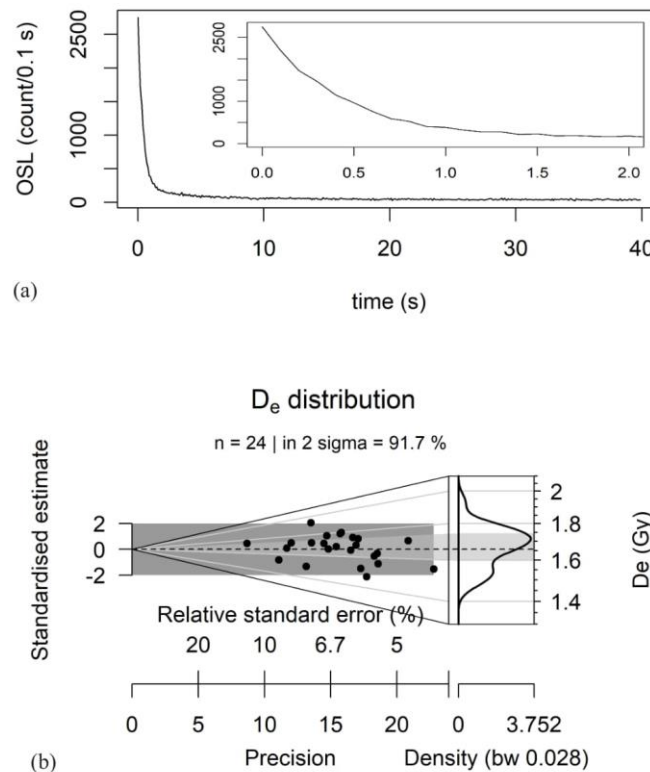 2500
1000
0
OSL (count/0.1 s)
2500
1000
0
0.0 0.5 1.0 1.5 2.0
0 10 20 30 40
time (s)
(a)
De distribution
n = 24 | in 2 sigma = 91.7 %
Standardised estimate
2
0
-2
2
1.8
1.6
1.4
De (Gy)
Relative standard error (%)
20 10 6.7 5
0 5 10 15 20
0 3.752
Precision
Density (bw 0.028)
(b)